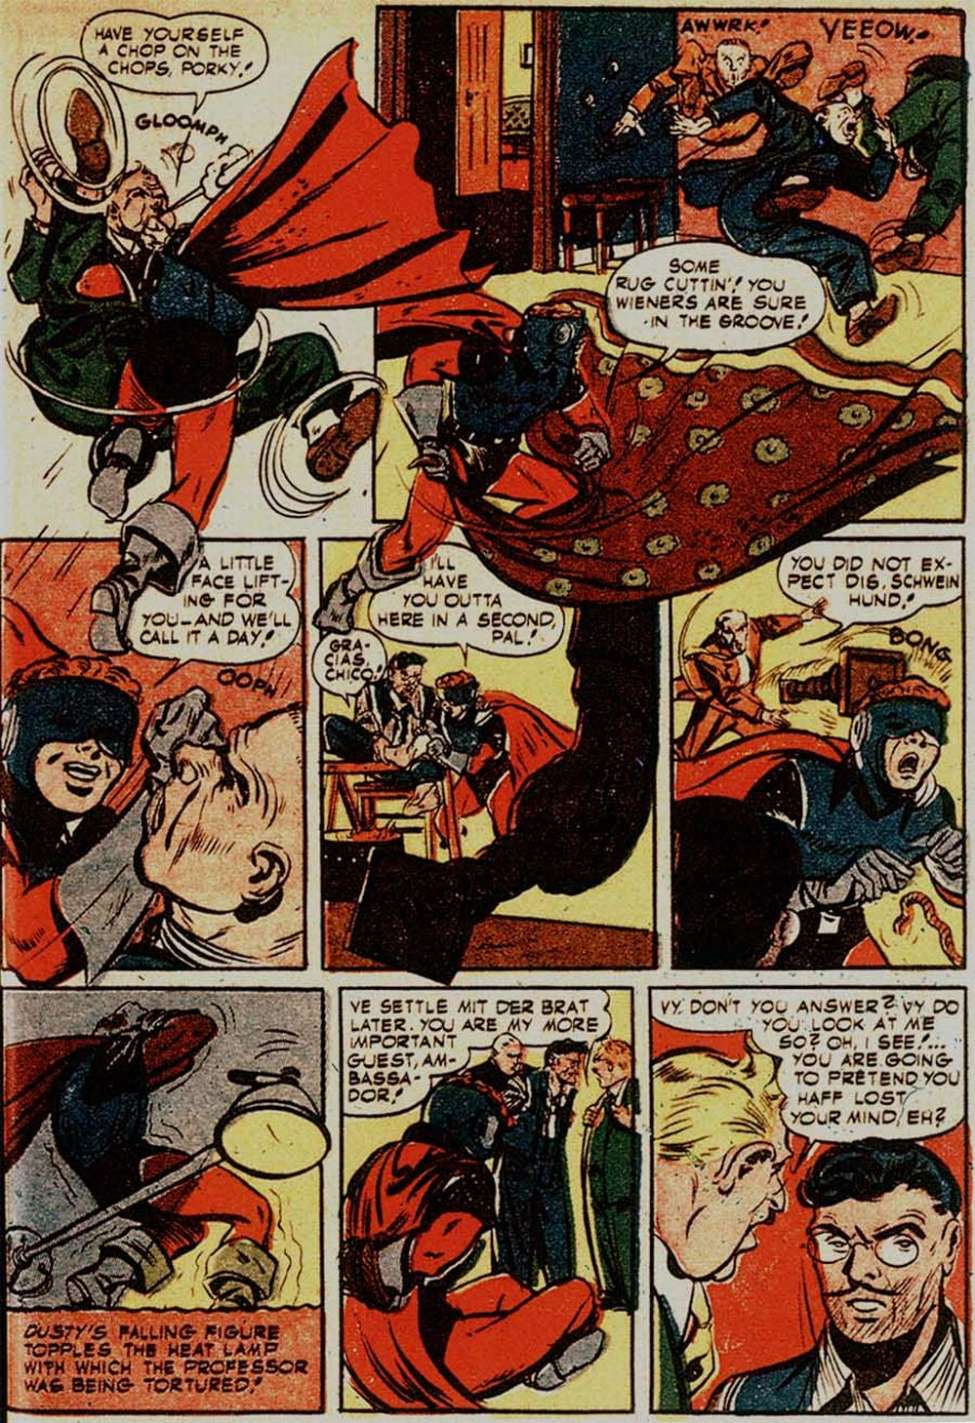 HAVE YOURSELF
A CHOP ON THE
CHOPS, PORKY!
GLOOMPH
AWWRK!
YEEOW!
SOME
RUG CUTTIN'! YOU
WIENERS ARE SURE
IN THE GROOVE!
A LITTLE
FACE LIFT-
ING FOR
YOU—AND WE'LL
CALL IT A DAY!
OOPH!
I'LL
HAVE
YOU OUTTA
HERE IN A SECOND,
PAL!
GRA-
CIAS,
CHICO!
YOU DID NOT EX-
PECT DIS, SCHWEIN
HUND!
BONG
DUSTY'S FALLING FIGURE
TOPPLES THE HEAT LAMP
WITH WHICH THE PROFESSOR
WAS BEING TORTURED!
VE SETTLE MIT DER BRAT
LATER. YOU ARE MY MORE
IMPORTANT
GUEST, AM-
BASSA-
DOR!
VY DON'T YOU ANSWER? VY DO
YOU LOOK AT ME
SO? OH, I SEE!...
YOU ARE GOING
TO PRETEND YOU
HAFF LOST
YOUR MIND, EH?